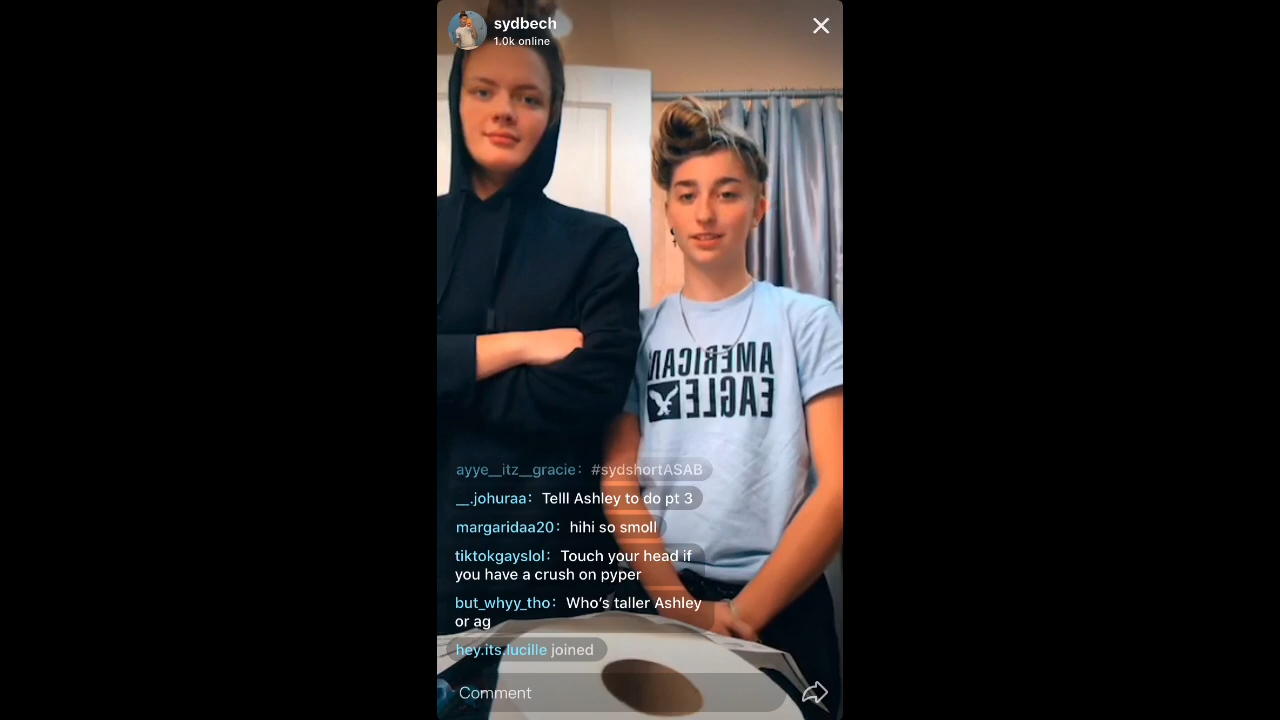 sydbech
1.0k online
AMERICAN
EAGLE
ayye__itz__gracie: #sydshortASAB
__.johuraa: Telll Ashley to do pt 3
margaridaa20: hihi so smoll
tiktokgayslol: Touch your head if
you have a crush on pyper
but_whyy_tho: Who’s taller Ashley
or ag
hey.its.lucille joined
Comment